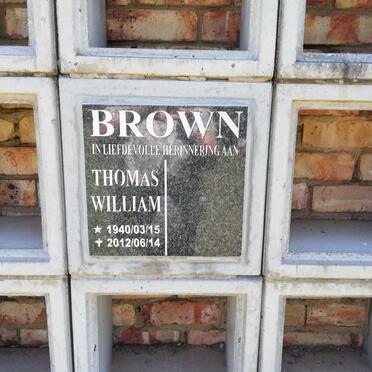 BROWN
IN LIEFDEVOLLE HERINNERING AAN
THOMAS
WILLIAM
★ 1940/03/15
✝ 2012/06/14